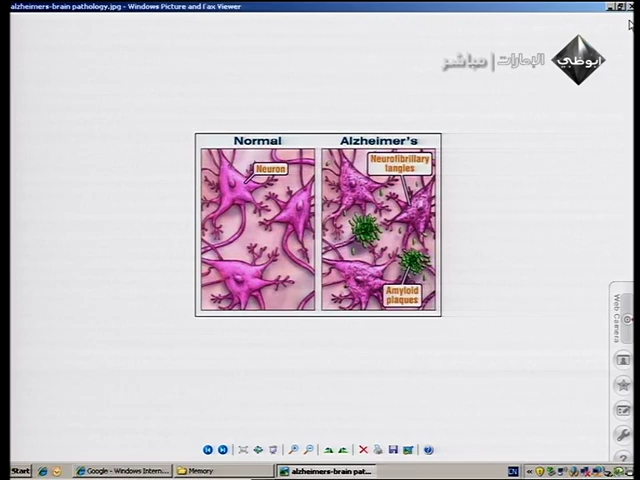 alzheimers-brain pathology.jpg - Windows Picture and Fax Viewer
أبوظبي
الإمارات | مباشر
Normal
Alzheimer's
Neuron
Neurofibrillary
tangles
Amyloid
plaques
Web Camera
Start
Google - Windows Intern...
Memory
alzheimers-brain pat...
EN